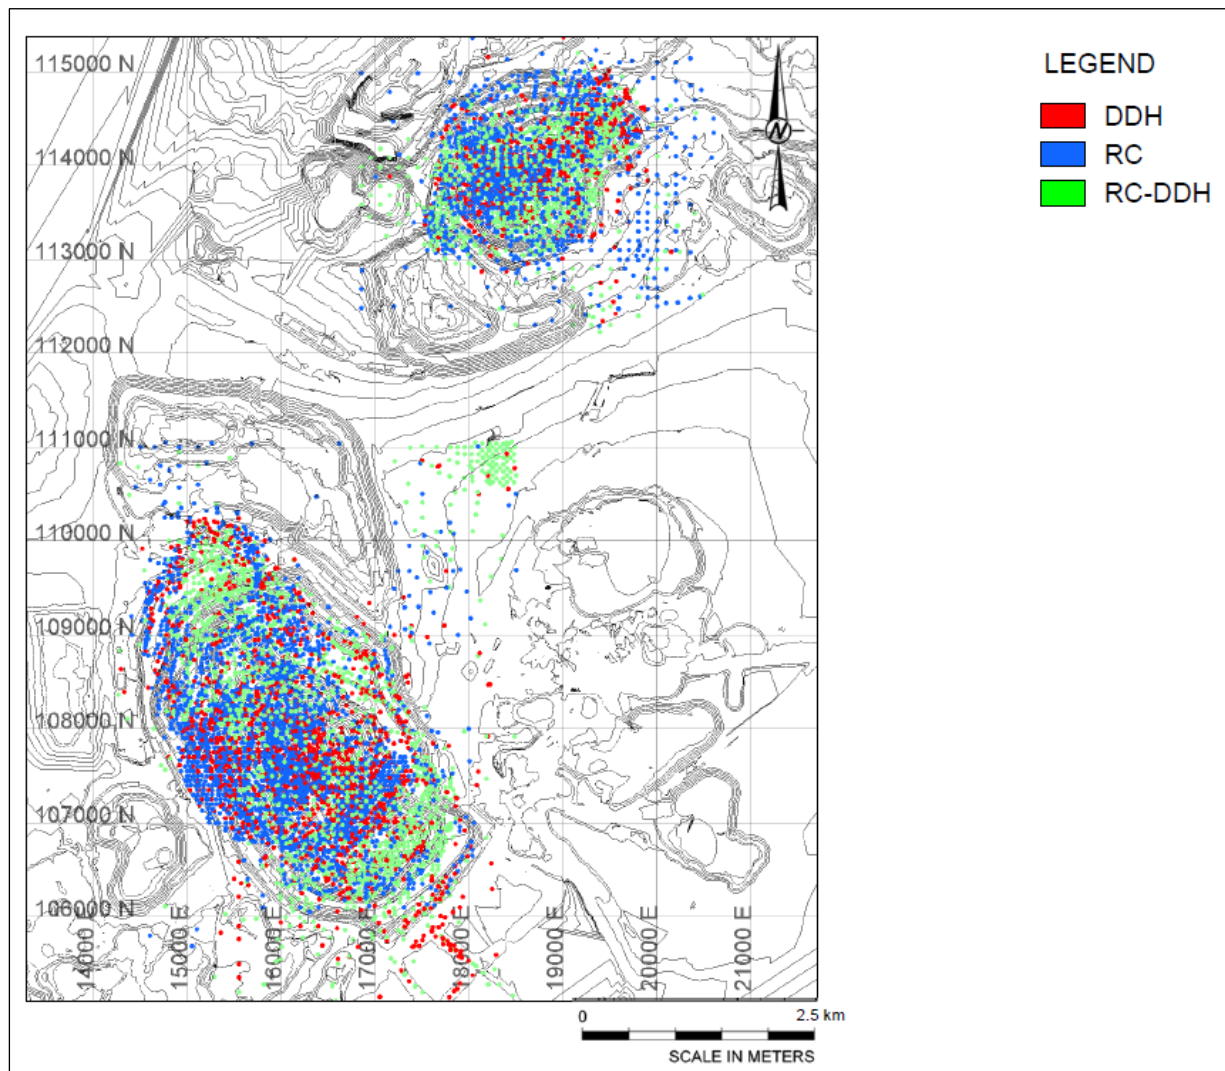 115000 N
114000 N
113000 N
112000 N
111000 N
110000 N
109000 N
108000 N
107000 N
106000 N
14000 E
15000 E
16000 E
17000 E
18000 E
19000 E
20000 E
21000 E
N
LEGEND
DDH
RC
RC-DDH
0 2.5 km
SCALE IN METERS